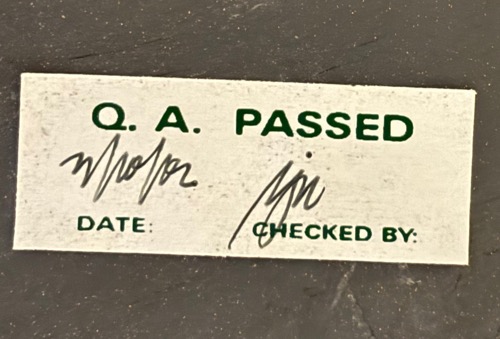 Q. A. PASSED
DATE: CHECKED BY: